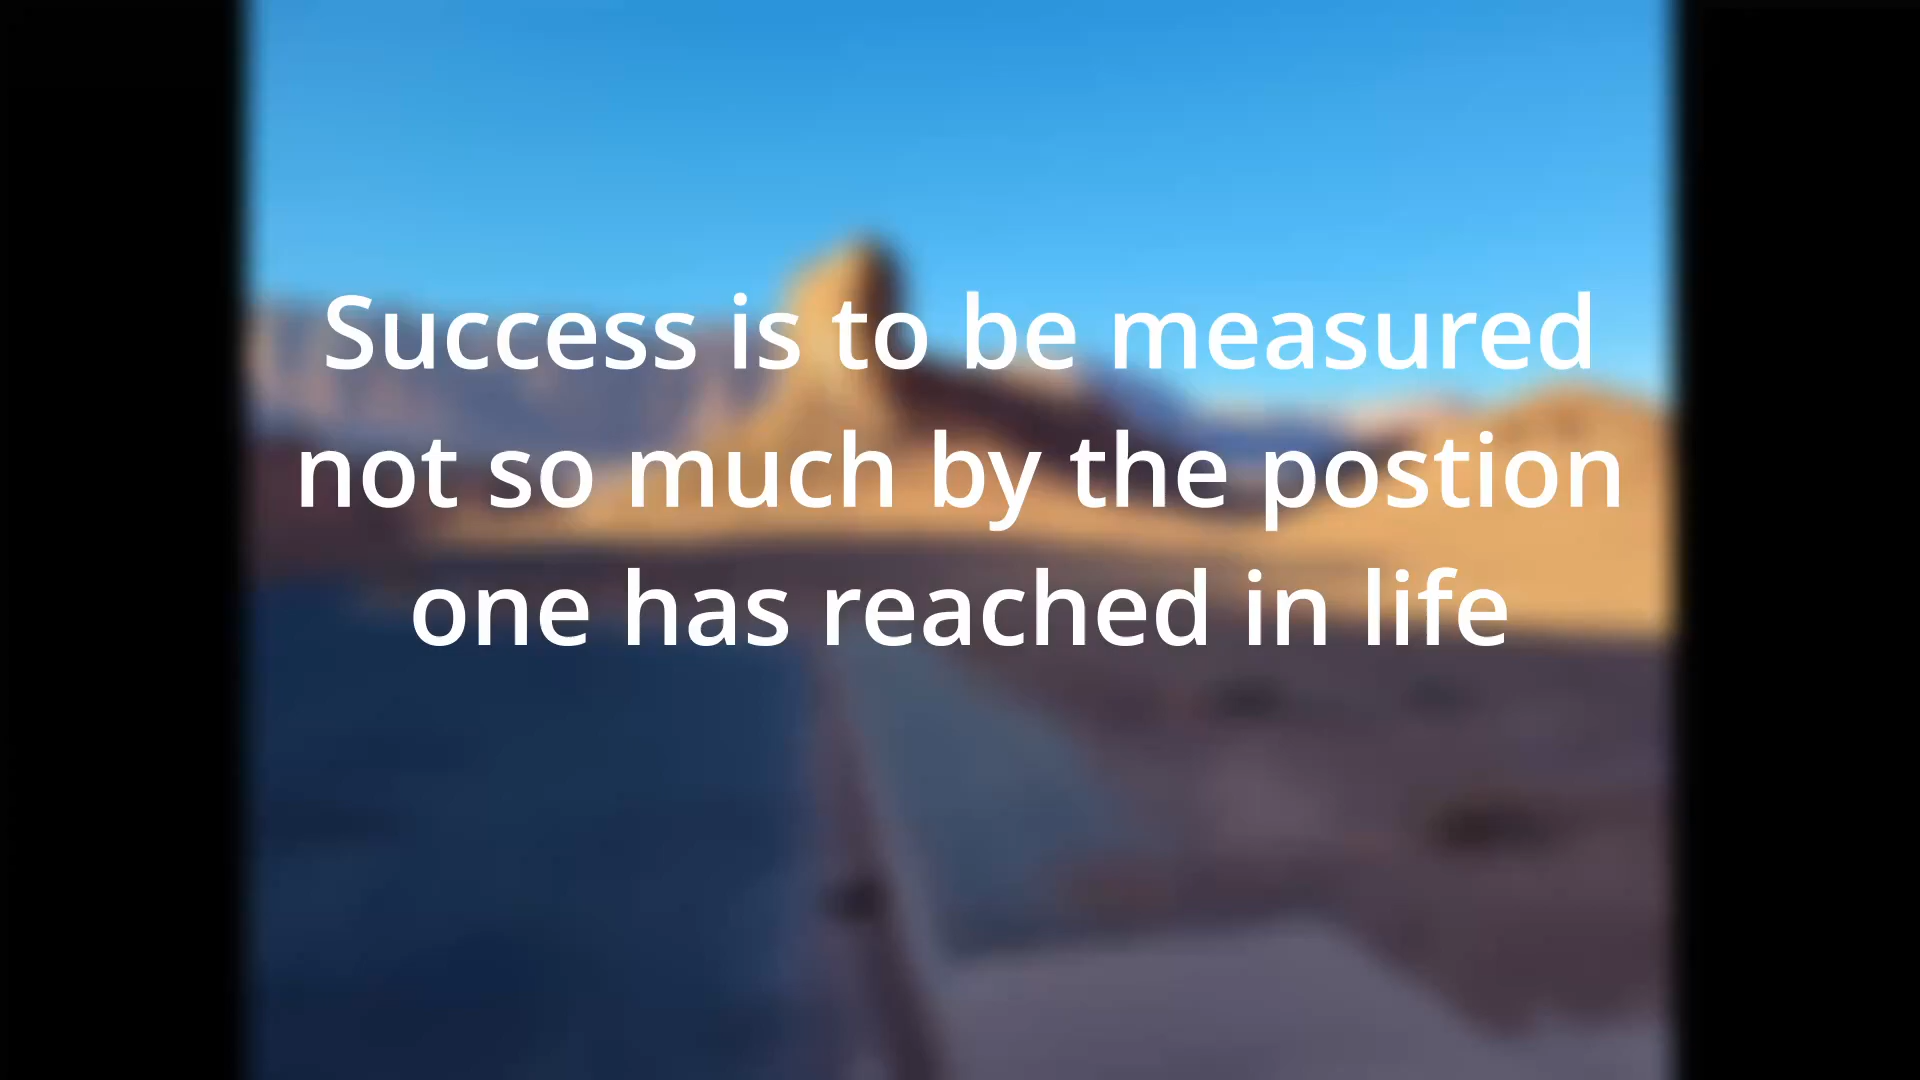 Success is to be measured
not so much by the postion
one has reached in life